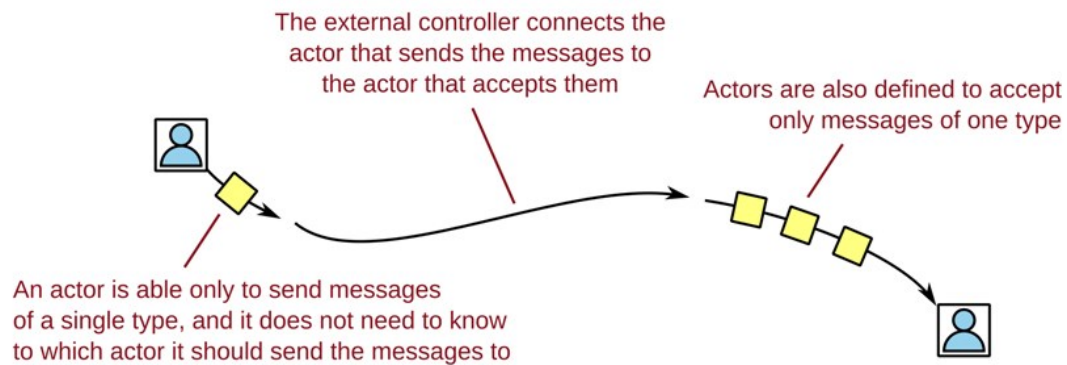 The external controller connects the
actor that sends the messages to
the actor that accepts them
Actors are also defined to accept
only messages of one type
An actor is able only to send messages
of a single type, and it does not need to know
to which actor it should send the messages to